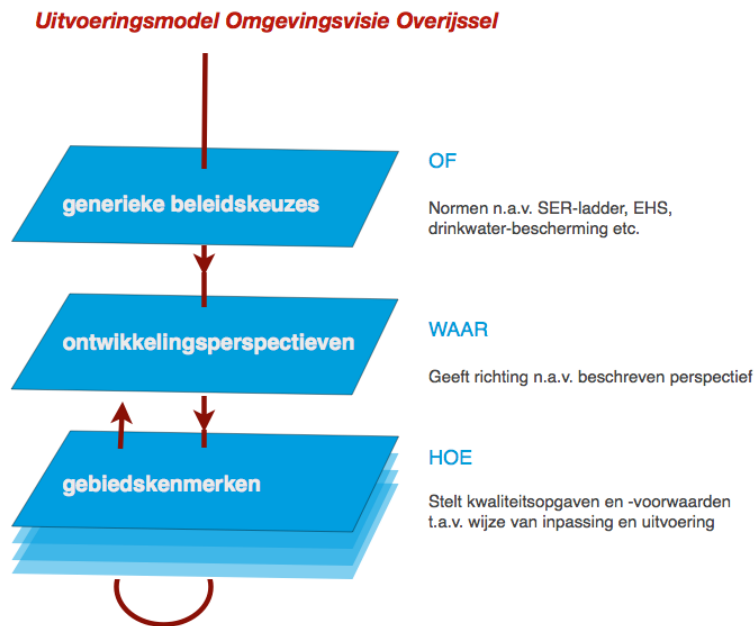 Uitvoeringsmodel Omgevingsvisie Overijssel
generieke beleidskeuzes
OF
Normen n.a.v. SER-ladder, EHS,
drinkwater-bescherming etc.
ontwikkelingsperspectieven
WAAR
Geeft richting n.a.v. beschreven perspectief
gebiedskenmerken
HOE
Stelt kwaliteitsopgaven en -voorwaarden
t.a.v. wijze van inpassing en uitvoering